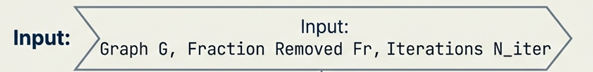 Input:
Input:
Graph G, Fraction Removed Fr, Iterations N_iter